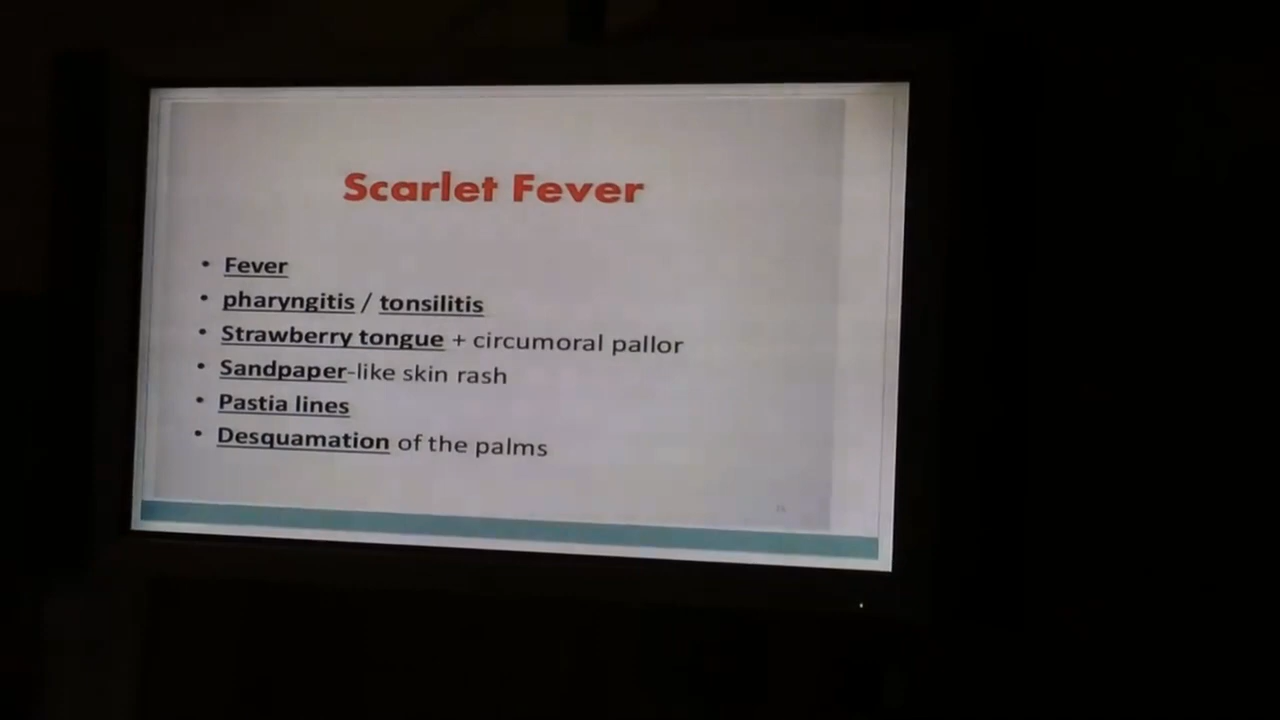 Scarlet Fever
• Fever
• pharyngitis / tonsilitis
• Strawberry tongue + circumoral pallor
• Sandpaper-like skin rash
• Pastia lines
• Desquamation of the palms